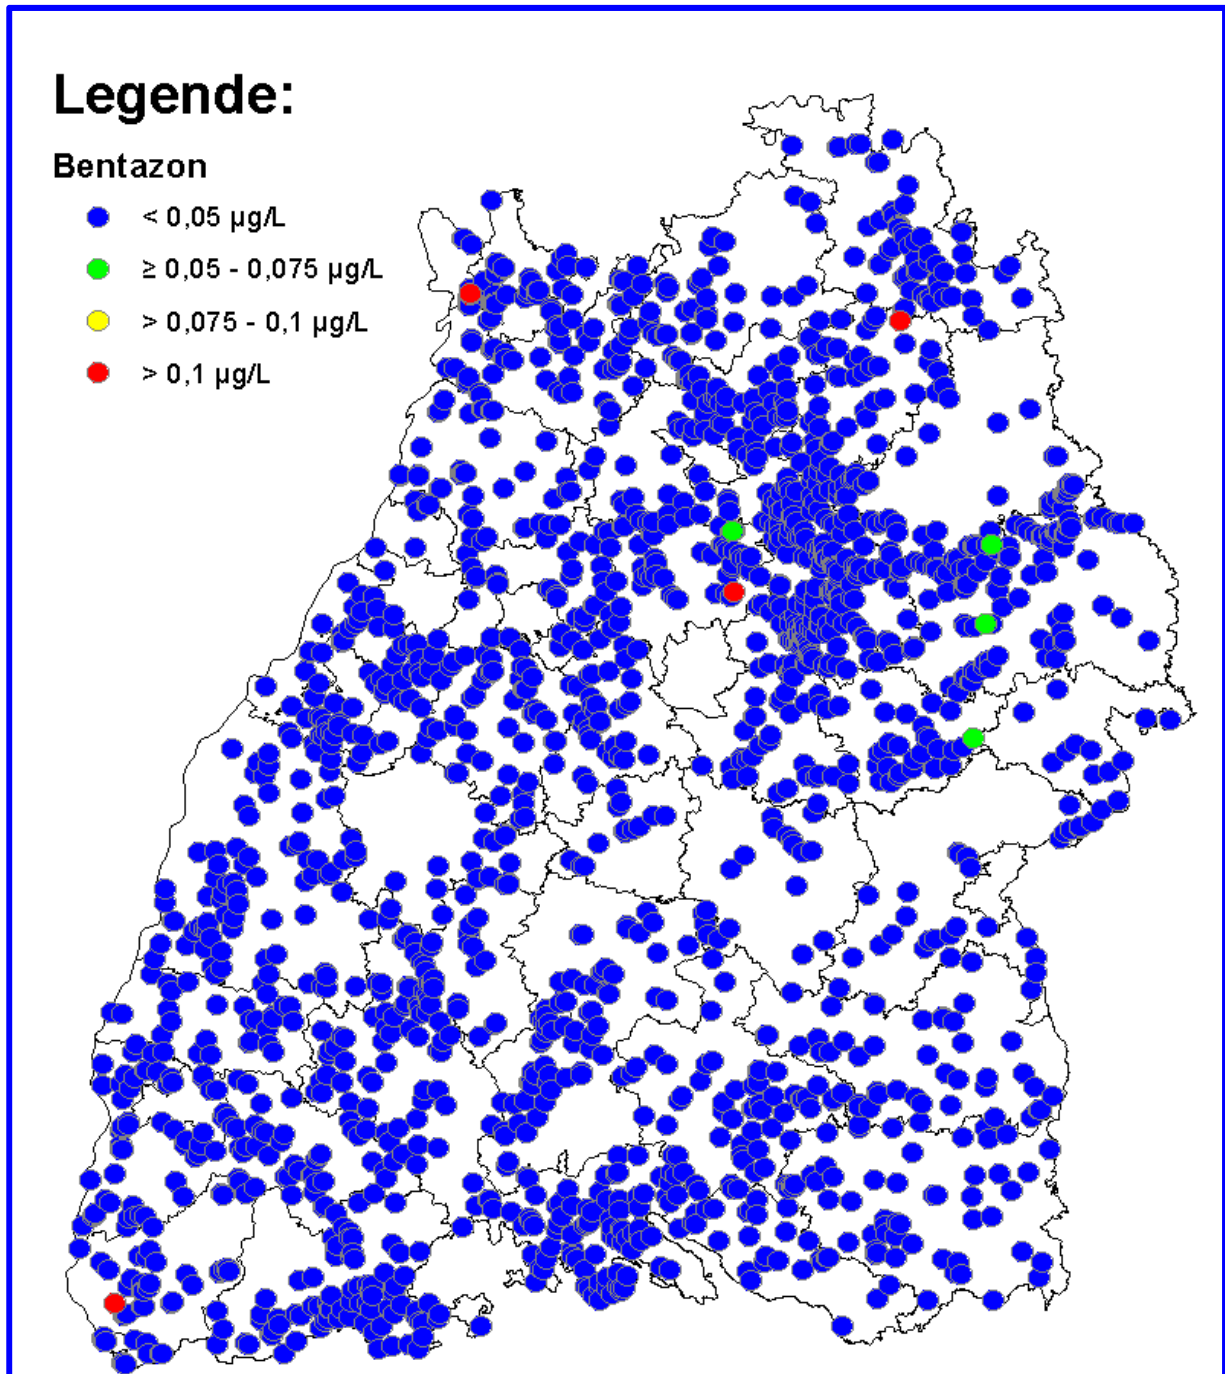 Legende:
Bentazon
< 0,05 µg/L
≥ 0,05 - 0,075 µg/L
> 0,075 - 0,1 µg/L
> 0,1 µg/L